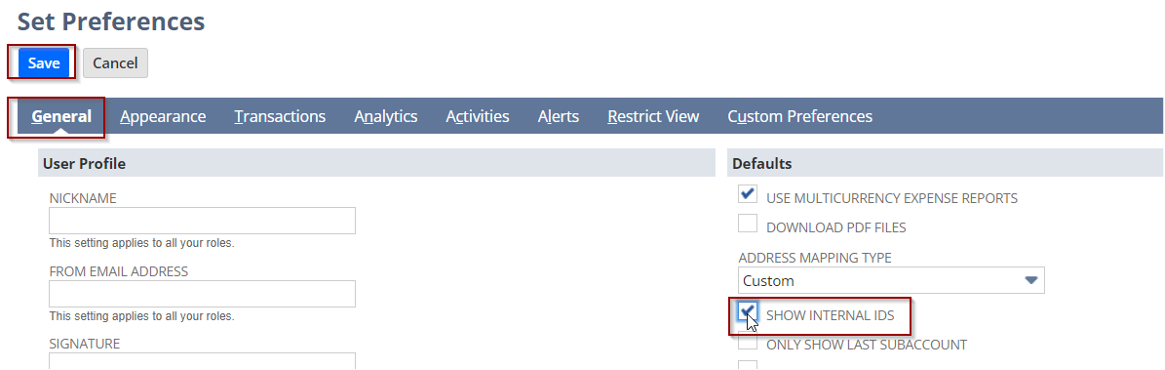 Set Preferences
Save Cancel
General Appearance Transactions Analytics Activities Alerts Restrict View Custom Preferences
User Profile
NICKNAME
This setting applies to all your roles.
FROM EMAIL ADDRESS
This setting applies to all your roles.
SIGNATURE
Defaults
USE MULTICURRENCY EXPENSE REPORTS
DOWNLOAD PDF FILES
ADDRESS MAPPING TYPE
Custom
SHOW INTERNAL IDS
ONLY SHOW LAST SUBACCOUNT